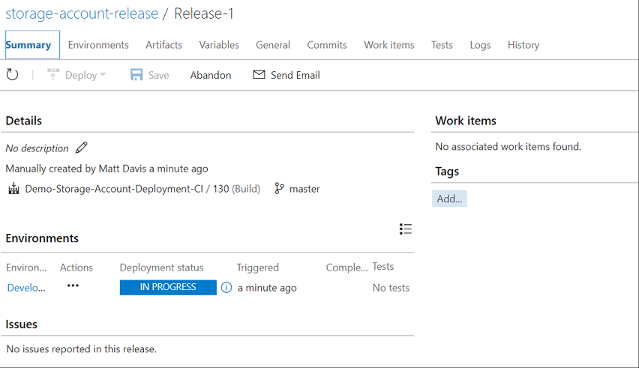 storage-account-release / Release-1
Summary Environments Artifacts Variables General Commits Work items Tests Logs History
Deploy Save Abandon Send Email
Details
No description
Manually created by Matt Davis a minute ago
Demo-Storage-Account-Deployment-CI / 130 (Build) master
Work items
No associated work items found.
Tags
Add...
Environments
Environ... Actions Deployment status Triggered Comple... Tests
Develo... ••• IN PROGRESS a minute ago No tests
Issues
No issues reported in this release.